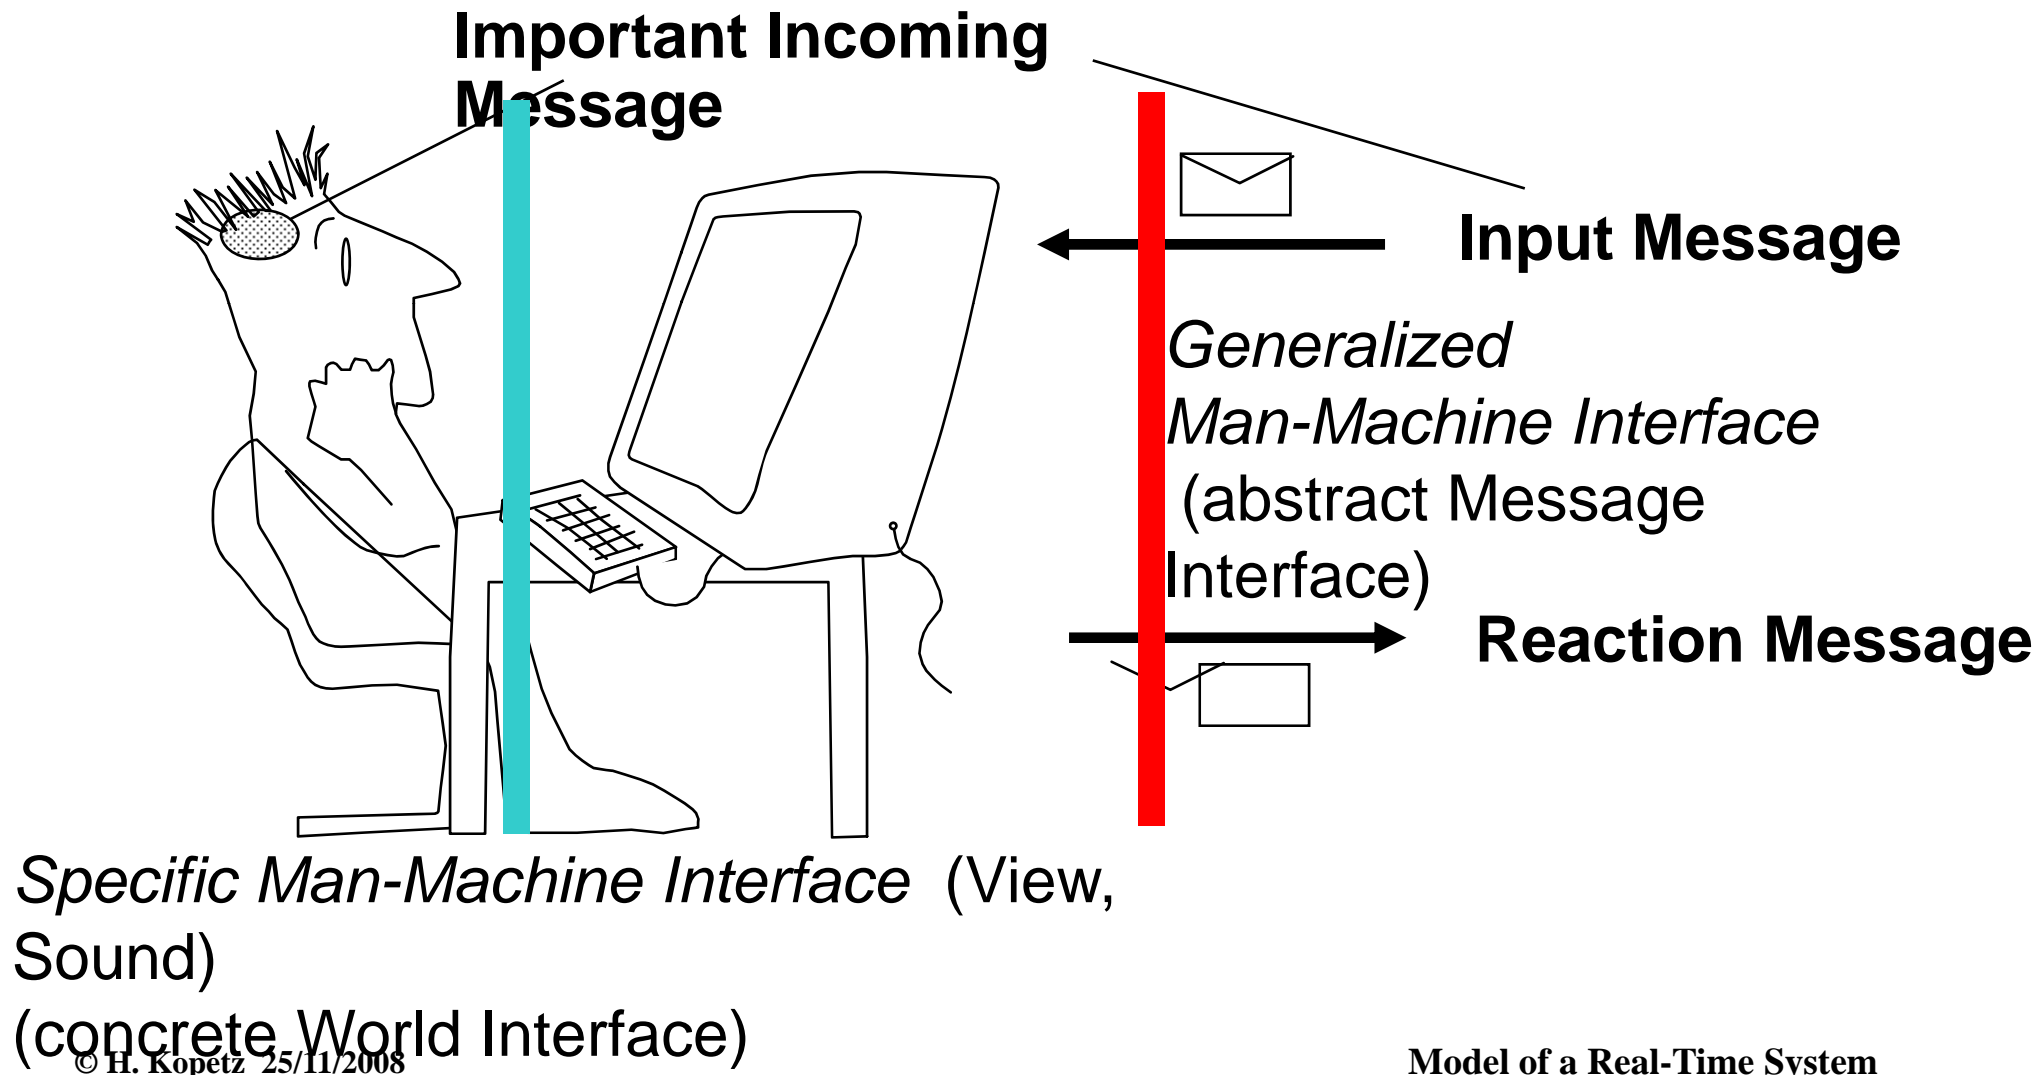 Important Incoming
Message
Input Message
Generalized
Man-Machine Interface
(abstract Message
Interface)
Reaction Message
Specific Man-Machine Interface (View,
Sound)
(concrete World Interface)
© H. Kopetz 25/11/2008
Model of a Real-Time System